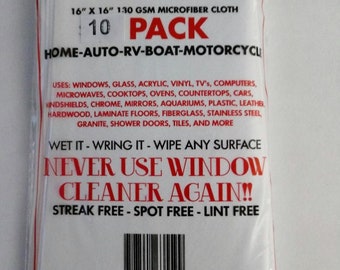 16" X 16" 130 GSM MICROFIBER CLOTH
10 PACK
HOME-AUTO-RV-BOAT-MOTORCYCLE
USES: WINDOWS, GLASS, ACRYLIC, VINYL, TV's, COMPUTERS,
MICROWAVES, COOKTOPS, OVENS, COUNTERTOPS, CARS,
WINDSHIELDS, CHROME, MIRRORS, AQUARIUMS, PLASTIC, LEATHER,
HARDWOOD, LAMINATE FLOORS, FIBERGLASS, STAINLESS STEEL,
GRANITE, SHOWER DOORS, TILES, AND MORE
WET IT - WRING IT - WIPE ANY SURFACE
NEVER USE WINDOW
CLEANER AGAIN!!
STREAK FREE - SPOT FREE - LINT FREE